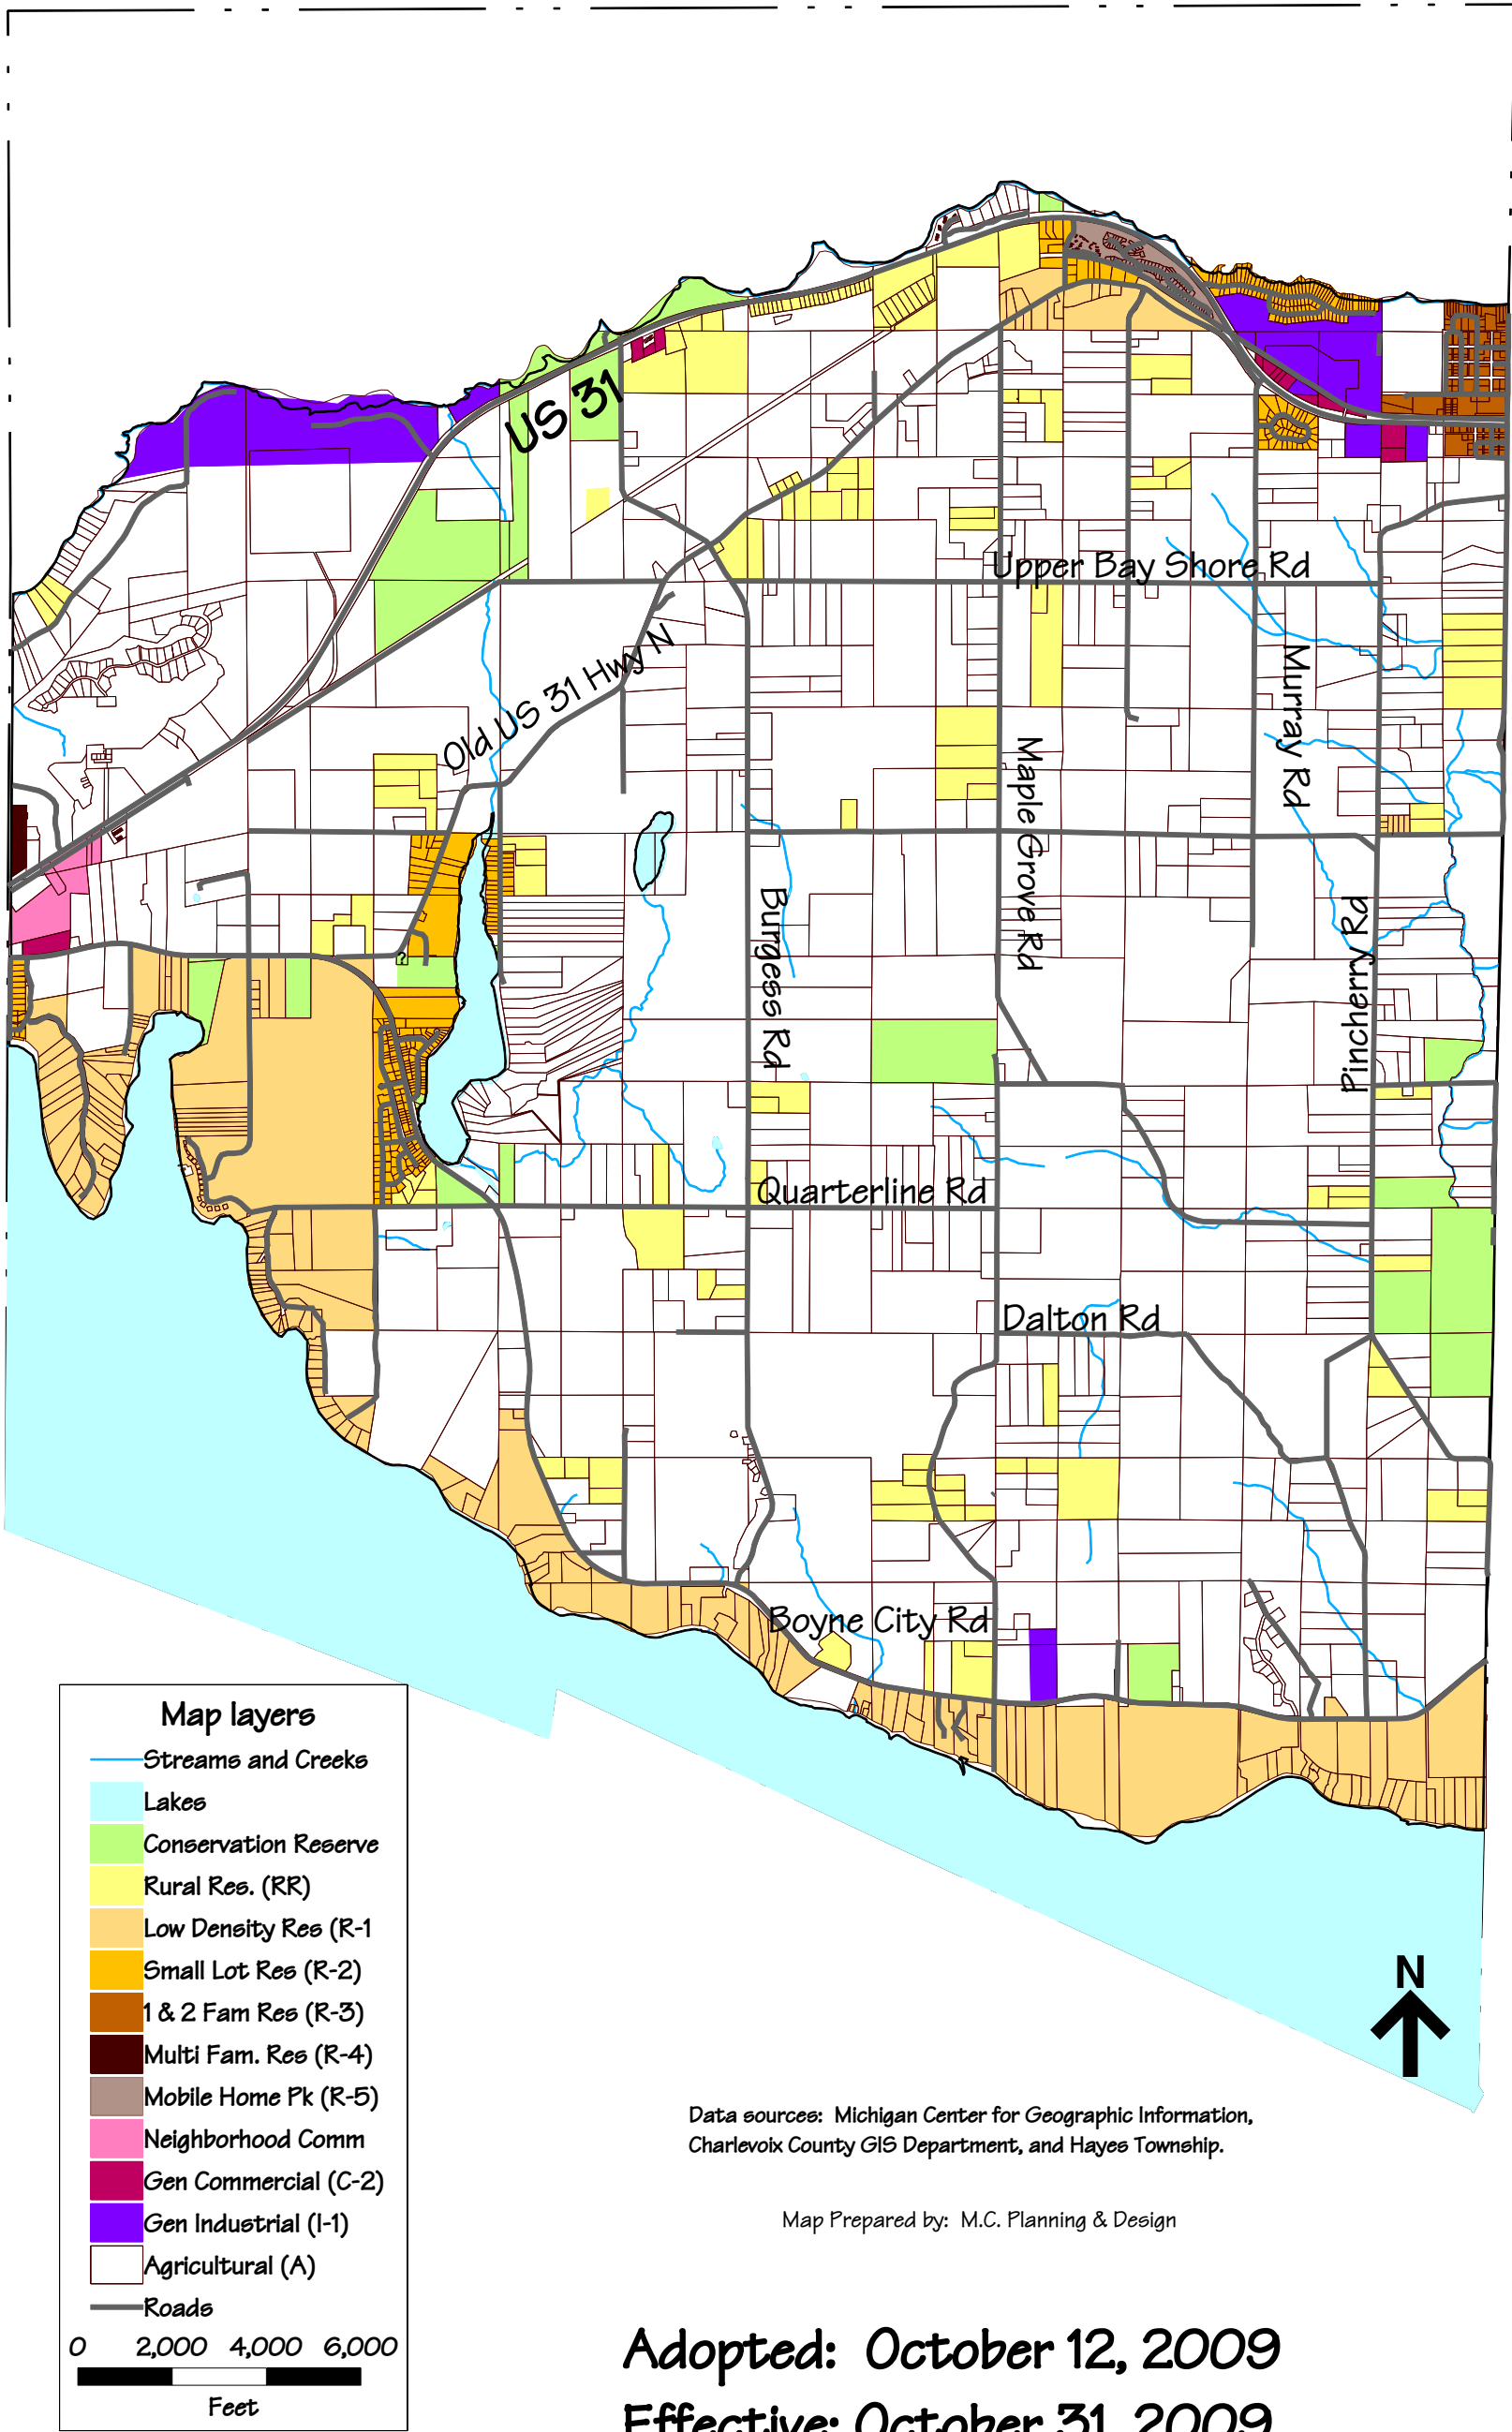 US 31
Upper Bay Shore Rd
Old US 31 Hwy N
Murray Rd
Maple Grove Rd
Burgess Rd
Pincherry Rd
?
Quarterline Rd
Dalton Rd
Boyne City Rd
Map layers
Streams and Creeks
Lakes
Conservation Reserve
Rural Res. (RR)
Low Density Res (R-1
Small Lot Res (R-2)
1 & 2 Fam Res (R-3)
Multi Fam. Res (R-4)
Mobile Home Pk (R-5)
Neighborhood Comm
Gen Commercial (C-2)
Gen Industrial (I-1)
Agricultural (A)
Roads
0 2,000 4,000 6,000
Feet
N
Data sources: Michigan Center for Geographic Information,
Charlevoix County GIS Department, and Hayes Township.
Map Prepared by: M.C. Planning & Design
Adopted: October 12, 2009
Effective: October 31, 2009